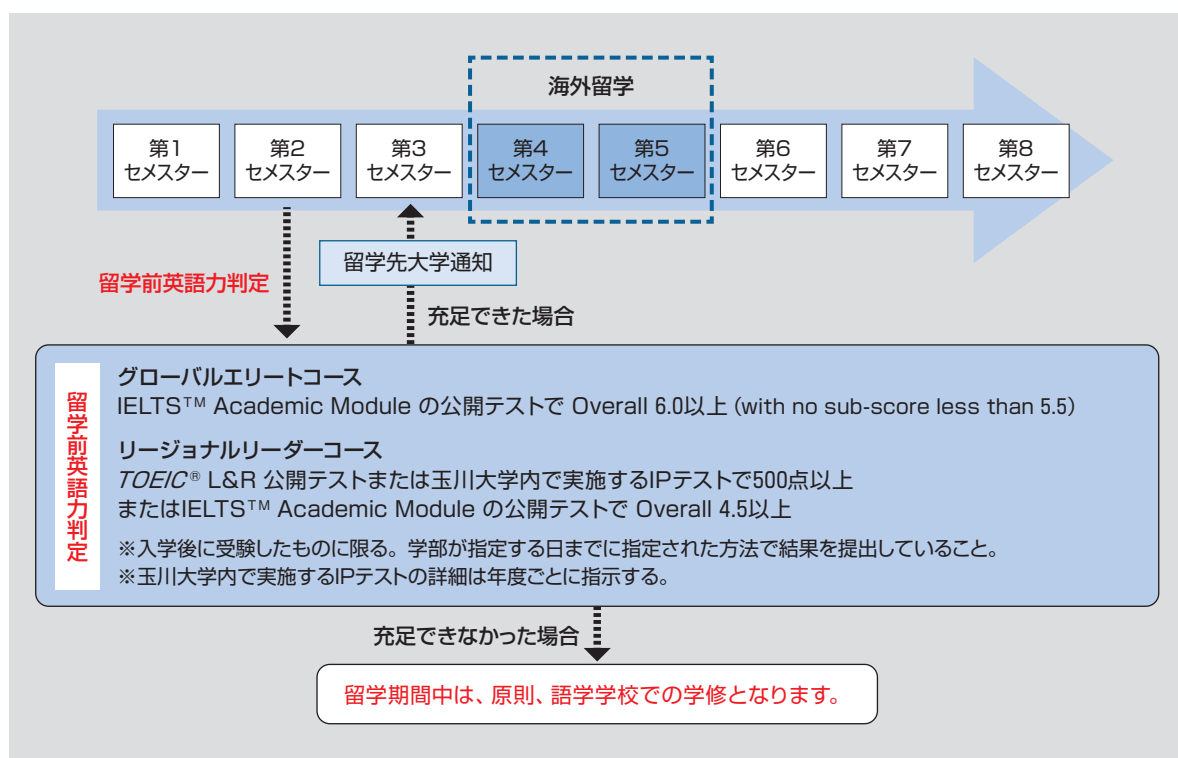 海外留学
第1
セメスター
第2
セメスター
第3
セメスター
第4
セメスター
第5
セメスター
第6
セメスター
第7
セメスター
第8
セメスター
留学先大学通知
留学前英語力判定
充足できた場合
留学前英語力判定
グローバルエリートコース
IELTS™ Academic Module の公開テストで Overall 6.0以上 (with no sub-score less than 5.5)
リージョナルリーダーコース
TOEIC® L&R 公開テストまたは玉川大学内で実施するIPテストで500点以上
またはIELTS™ Academic Module の公開テストで Overall 4.5以上
※入学後に受験したものに限る。学部が指定する日までに指定された方法で結果を提出していること。
※玉川大学内で実施するIPテストの詳細は年度ごとに指示する。
充足できなかった場合
留学期間中は、原則、語学学校での学修となります。